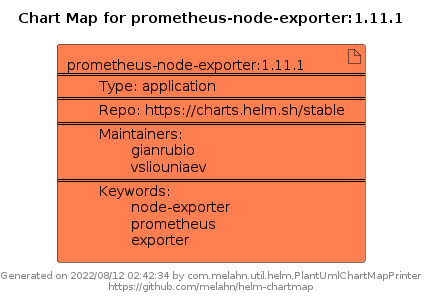 Chart Map for prometheus-node-exporter:1.11.1
prometheus-node-exporter:1.11.1
Type: application
Repo: https://charts.helm.sh/stable
Maintainers:
gianrubio
vsliouniaev
Keywords:
node-exporter
prometheus
exporter
Generated on 2022/08/12 02:42:34 by com.melahn.util.helm.PlantUmlChartMapPrinter
https://github.com/melahn/helm-chartmap